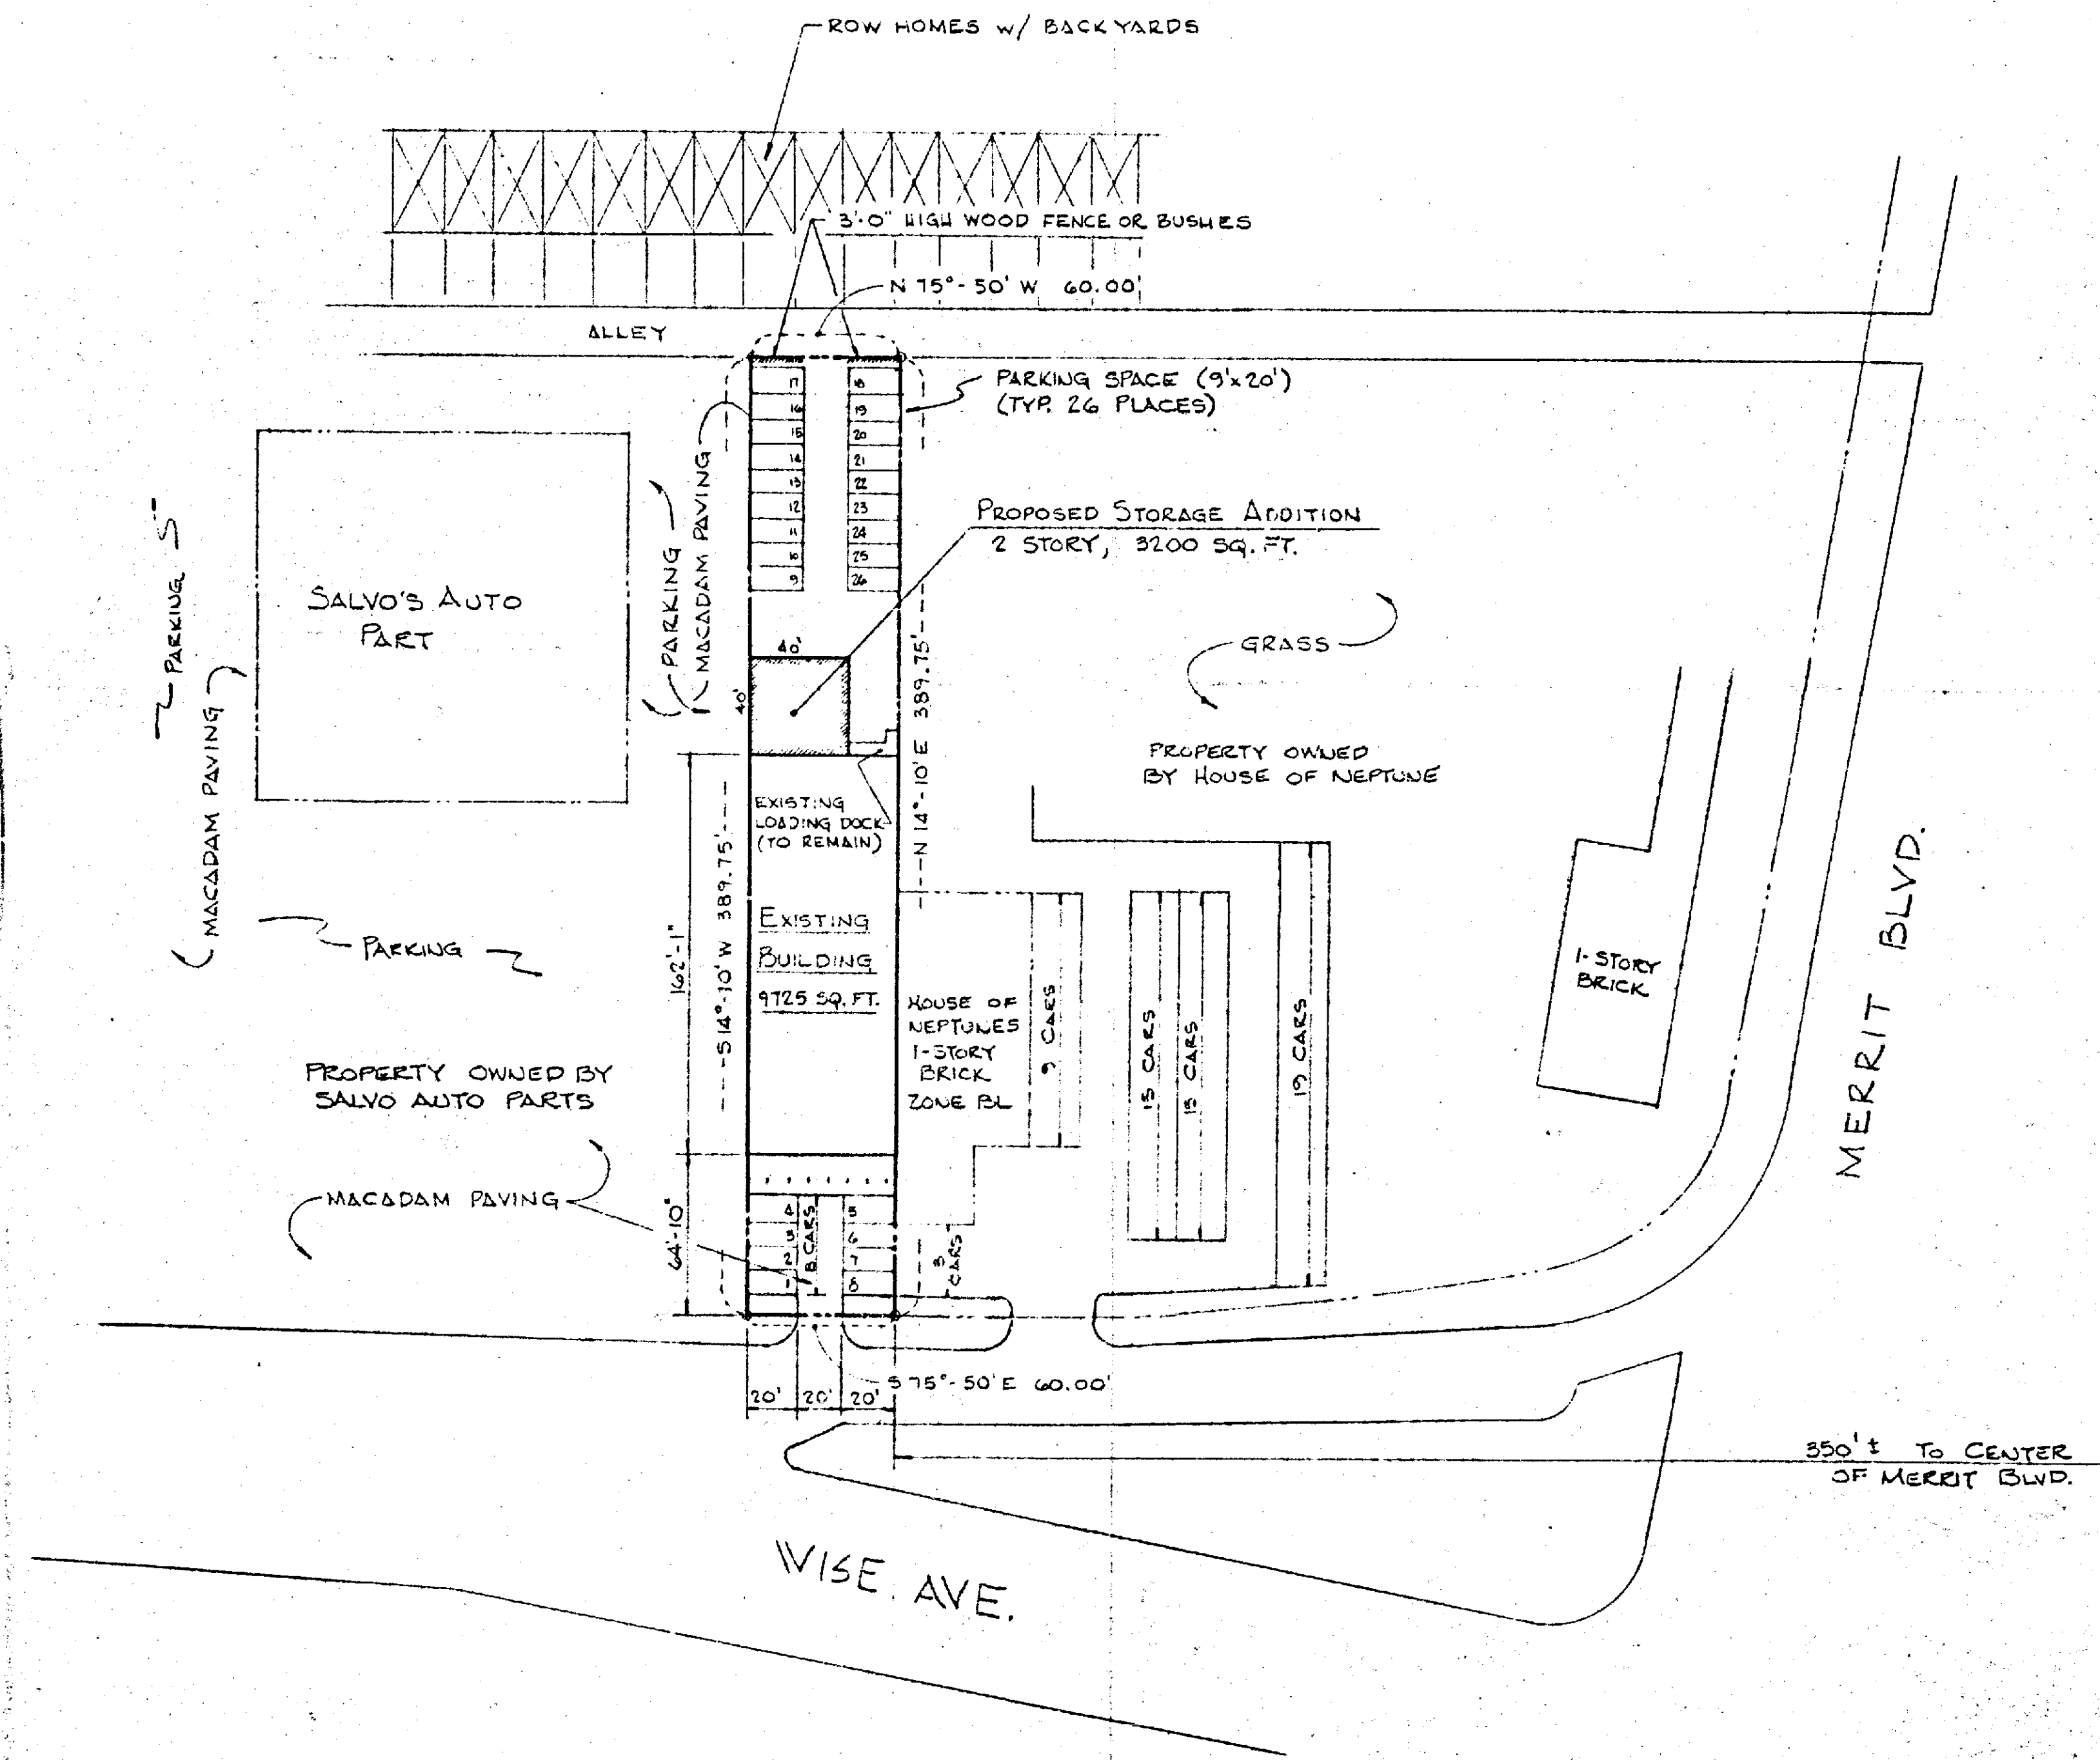 ROW HOMES W/ BACK YARDS
3'-0" HIGH WOOD FENCE OR BUSHES
N 75°-50' W 60.00'
ALLEY
PARKING SPACE (9'x20')
(TYP. 26 PLACES)
17
16
15
14
13
12
10
9
18
19
20
21
22
23
24
25
26
PARKING
MACADAM PAVING
PROPOSED STORAGE ADDITION
2 STORY, 3200 SQ. FT.
SALVO'S AUTO
PART
PARKING
MACADAM PAVING
40'
40'
N 14°-10' E 389.75'
GRASS
PROPERTY OWNED
BY HOUSE OF NEPTUNE
EXISTING
LOADING DOCK
(TO REMAIN)
S 14°-10' W 389.75'
162'-1"
EXISTING
BUILDING
9725 SQ. FT.
PARKING
HOUSE OF
NEPTUNES
1-STORY
BRICK
ZONE BL
9 CARS
15 CARS
15 CARS
19 CARS
1-STORY
BRICK
MERRIT BLVD.
PROPERTY OWNED BY
SALVO AUTO PARTS
MACADAM PAVING
64'-10"
4
3
2
1
8 CARS
5
6
7
8
3
CARS
S 75°-50' E 60.00'
20'
20'
20'
350'± TO CENTER
OF MERRIT BLVD.
WISE. AVE.